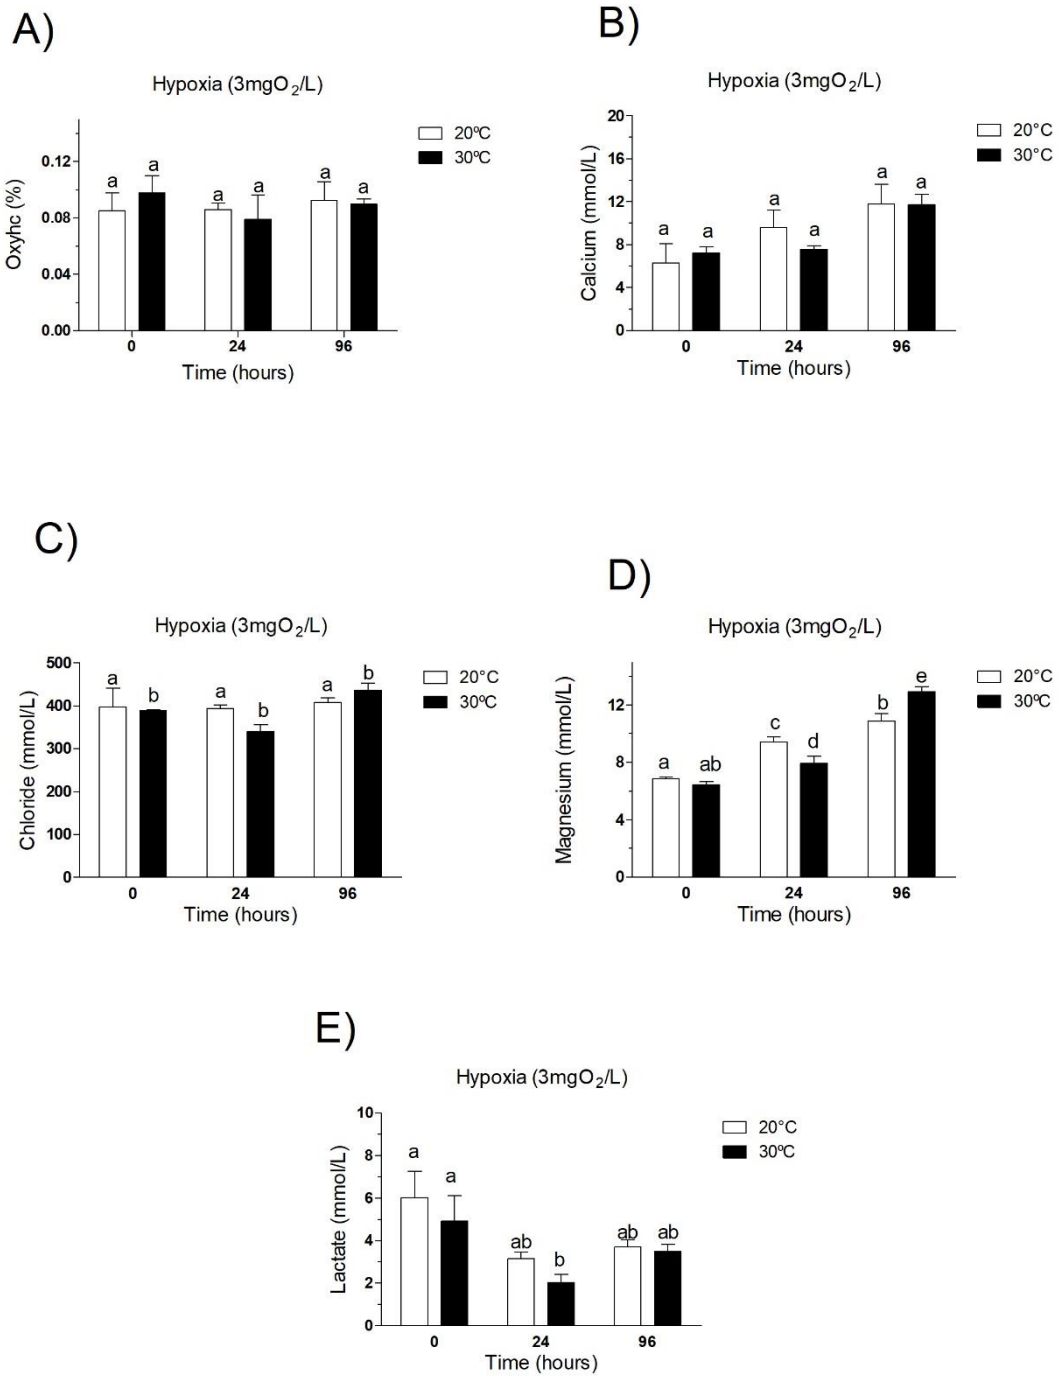 A)
Hypoxia (3mgO₂/L)
20ºC
30ºC
Oxyhc (%)
0.12
0.08
0.04
0.00
a a a a a a
0 24 96
Time (hours)
B)
Hypoxia (3mgO₂/L)
20°C
30°C
Calcium (mmol/L)
20
16
12
8
4
0
a a a a a a
0 24 96
Time (hours)
C)
Hypoxia (3mgO₂/L)
20°C
30ºC
Chloride (mmol/L)
500
400
300
200
100
0
a b a b a b
0 24 96
Time (hours)
D)
Hypoxia (3mgO₂/L)
20°C
30ºC
Magnesium (mmol/L)
12
8
4
0
a ab c d b e
0 24 96
Time (hours)
E)
Hypoxia (3mgO₂/L)
20°C
30ºC
Lactate (mmol/L)
10
8
6
4
2
0
a a ab b ab ab
0 24 96
Time (hours)